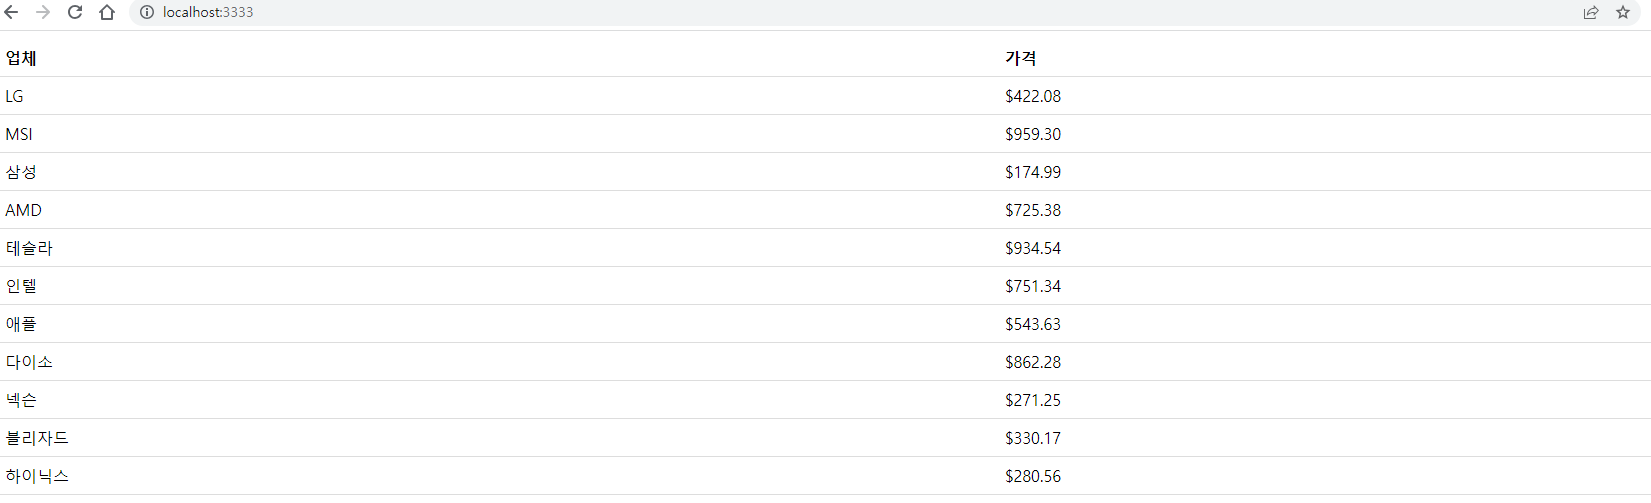 localhost:3333
업체 가격
LG $422.08
MSI $959.30
삼성 $174.99
AMD $725.38
테슬라 $934.54
인텔 $751.34
애플 $543.63
다이소 $862.28
넥슨 $271.25
블리자드 $330.17
하이닉스 $280.56